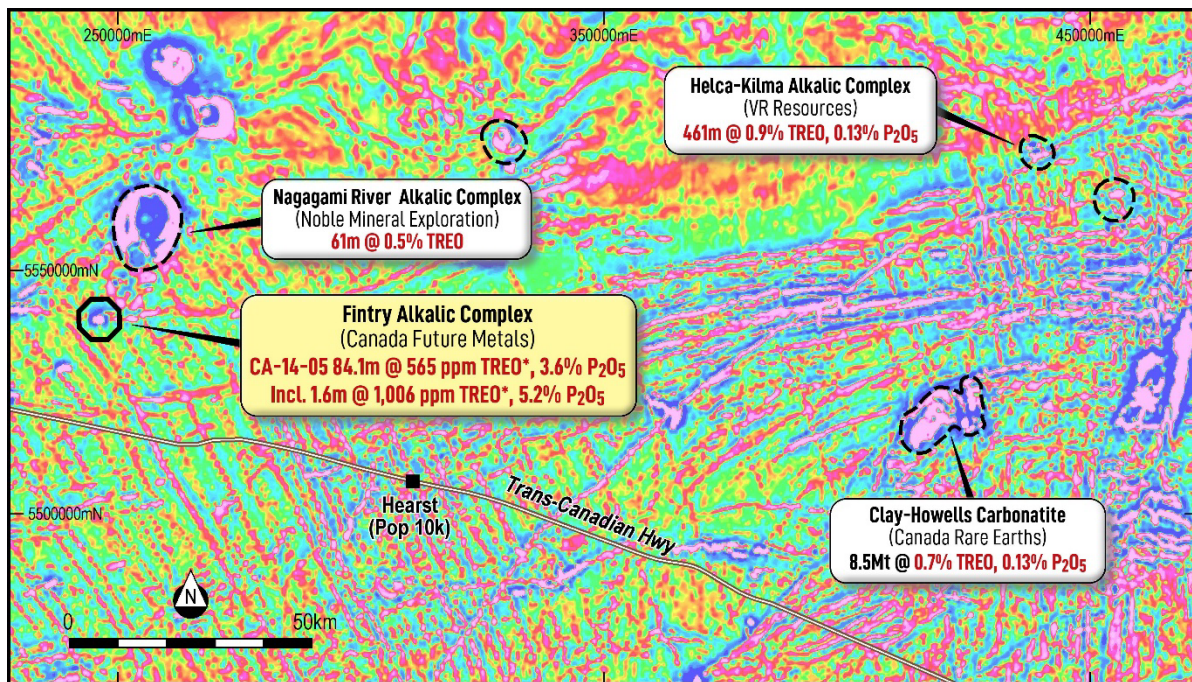 250000mE
350000mE
450000mE
Helca-Kilma Alkalic Complex
(VR Resources)
461m @ 0.9% TREO, 0.13% P₂O₅
Nagagami River Alkalic Complex
(Noble Mineral Exploration)
61m @ 0.5% TREO
5550000mN
Fintry Alkalic Complex
(Canada Future Metals)
CA-14-05 84.1m @ 565 ppm TREO*, 3.6% P₂O₅
Incl. 1.6m @ 1,006 ppm TREO*, 5.2% P₂O₅
Hearst
(Pop 10k)
Trans-Canadian Hwy
5500000mN
Clay-Howells Carbonatite
(Canada Rare Earths)
8.5Mt @ 0.7% TREO, 0.13% P₂O₅
N
0
50km